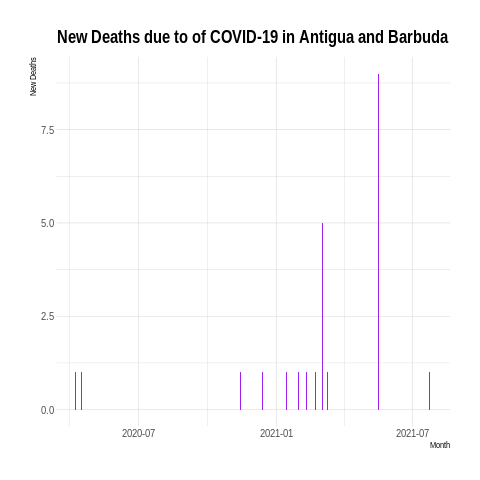 New Deaths due to of COVID-19 in Antigua and Barbuda
New Deaths
7.5
5.0
2.5
0.0
2020-07
2021-01
2021-07
Month